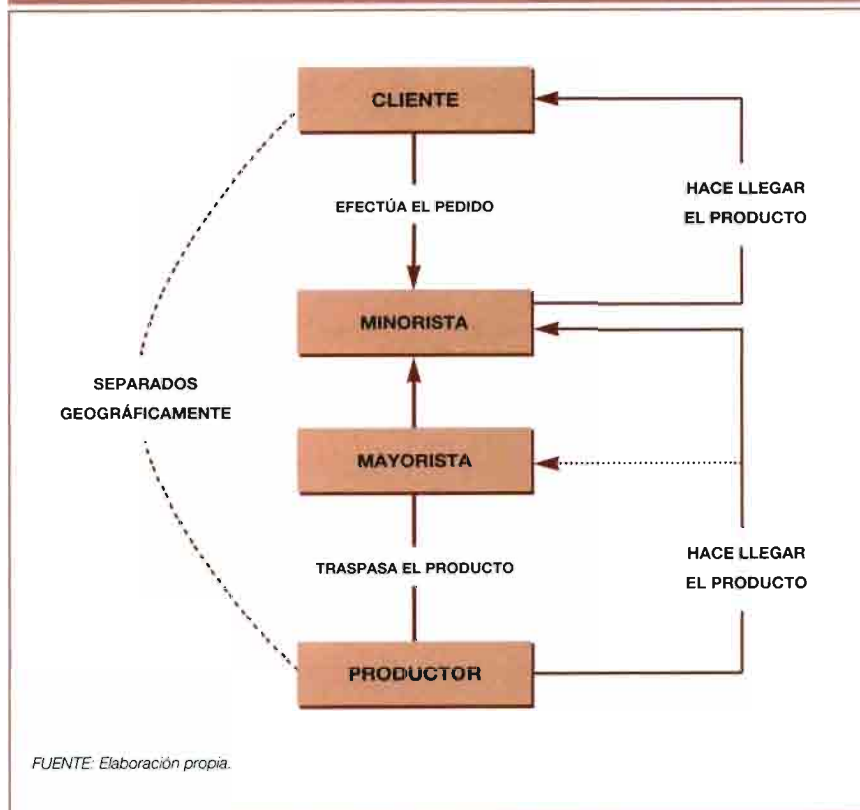 CLIENTE
EFECTÚA EL PEDIDO
HACE LLEGAR
EL PRODUCTO
MINORISTA
SEPARADOS
GEOGRÁFICAMENTE
MAYORISTA
TRASPASA EL PRODUCTO
HACE LLEGAR
EL PRODUCTO
PRODUCTOR
FUENTE: Elaboración propia.